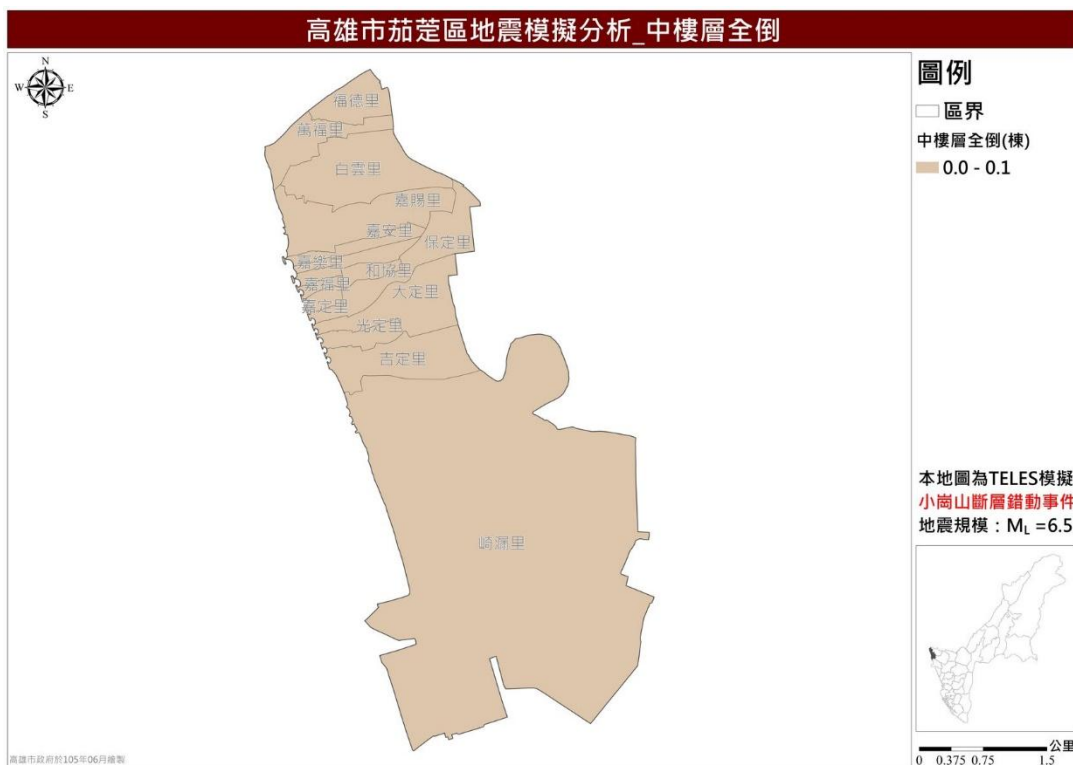 高雄市茄萣區地震模擬分析_中樓層全倒
N
W
E
S
福德里
萬福里
白雲里
嘉賜里
嘉安里
保定里
嘉樂里
和協里
嘉福里
大定里
嘉定里
光定里
吉定里
崎漏里
圖例
區界
中樓層全倒(棟)
0.0 - 0.1
本地圖為TELES模擬
小崗山斷層錯動事件
地震規模：ML =6.5
公里
0 0.375 0.75 1.5
高雄市政府於105年06月繪製